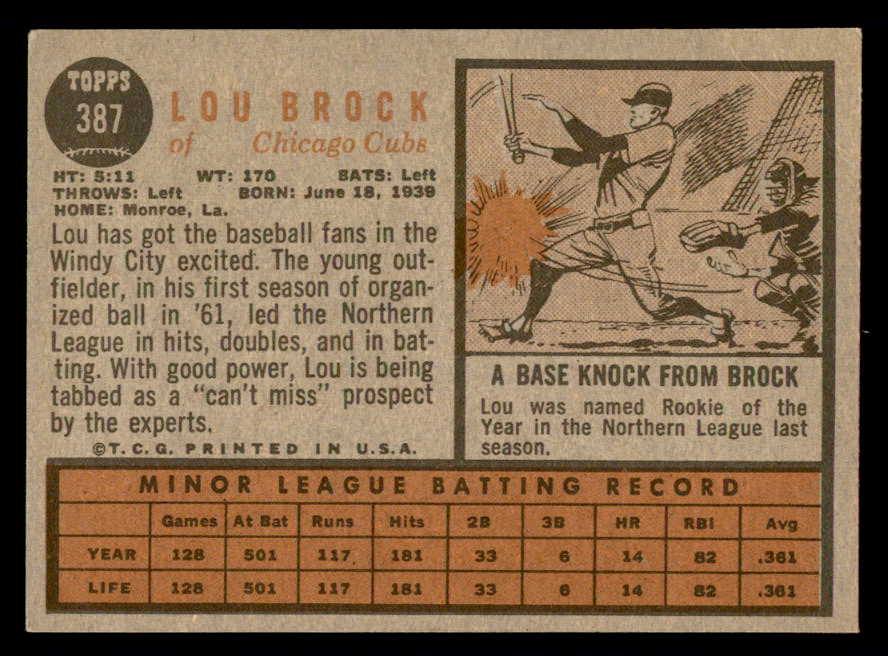 TOPPS
387
LOU BROCK
of Chicago Cubs
HT: 5:11 WT: 170 BATS: Left
THROWS: Left BORN: June 18, 1939
HOME: Monroe, La.
Lou has got the baseball fans in the
Windy City excited. The young out-
fielder, in his first season of organ-
ized ball in '61, led the Northern
League in hits, doubles, and in bat-
ting. With good power, Lou is being
tabbed as a "can't miss" prospect
by the experts.
©T.C.G. PRINTED IN U.S.A.
A BASE KNOCK FROM BROCK
Lou was named Rookie of the
Year in the Northern League last
season.
MINOR LEAGUE BATTING RECORD
Games At Bat Runs Hits 2B 3B HR RBI Avg
YEAR 128 501 117 181 33 6 14 82 .361
LIFE 128 501 117 181 33 6 14 82 .361